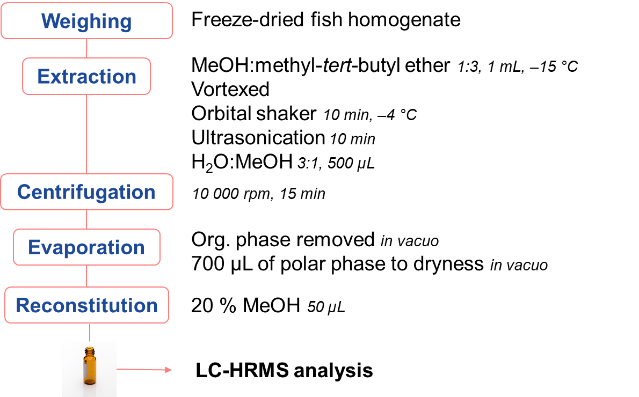 Weighing
Freeze-dried fish homogenate
Extraction
MeOH:methyl-tert-butyl ether 1:3, 1 mL, –15 °C
Vortexed
Orbital shaker 10 min, –4 °C
Ultrasonication 10 min
H₂O:MeOH 3:1, 500 µL
Centrifugation
10 000 rpm, 15 min
Evaporation
Org. phase removed in vacuo
700 µL of polar phase to dryness in vacuo
Reconstitution
20 % MeOH 50 µL
LC-HRMS analysis